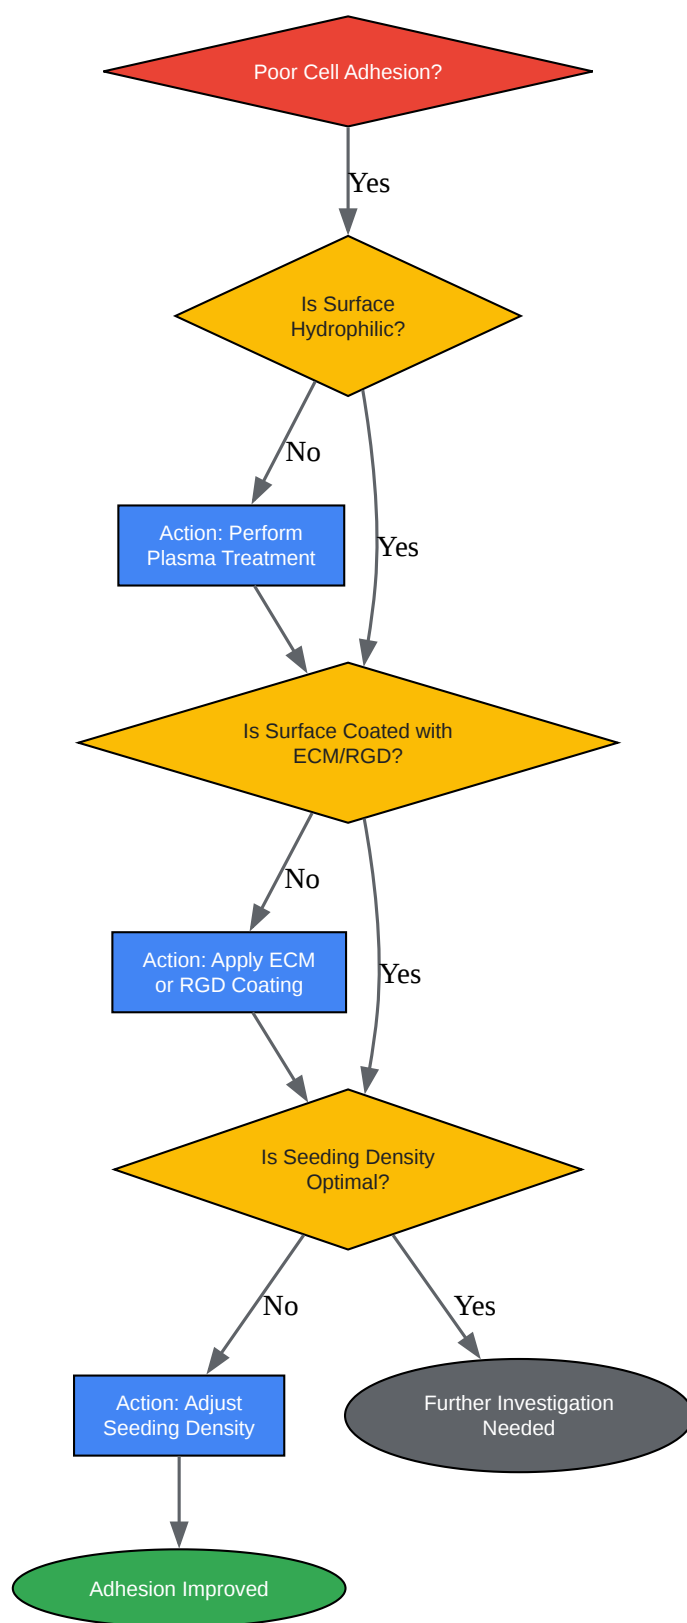 Poor Cell Adhesion?
Yes
Is Surface
Hydrophilic?
No
Action: Perform
Plasma Treatment
Yes
Is Surface Coated with
ECM/RGD?
No
Action: Apply ECM
or RGD Coating
Yes
Is Seeding Density
Optimal?
No
Yes
Action: Adjust
Seeding Density
Further Investigation
Needed
Adhesion Improved